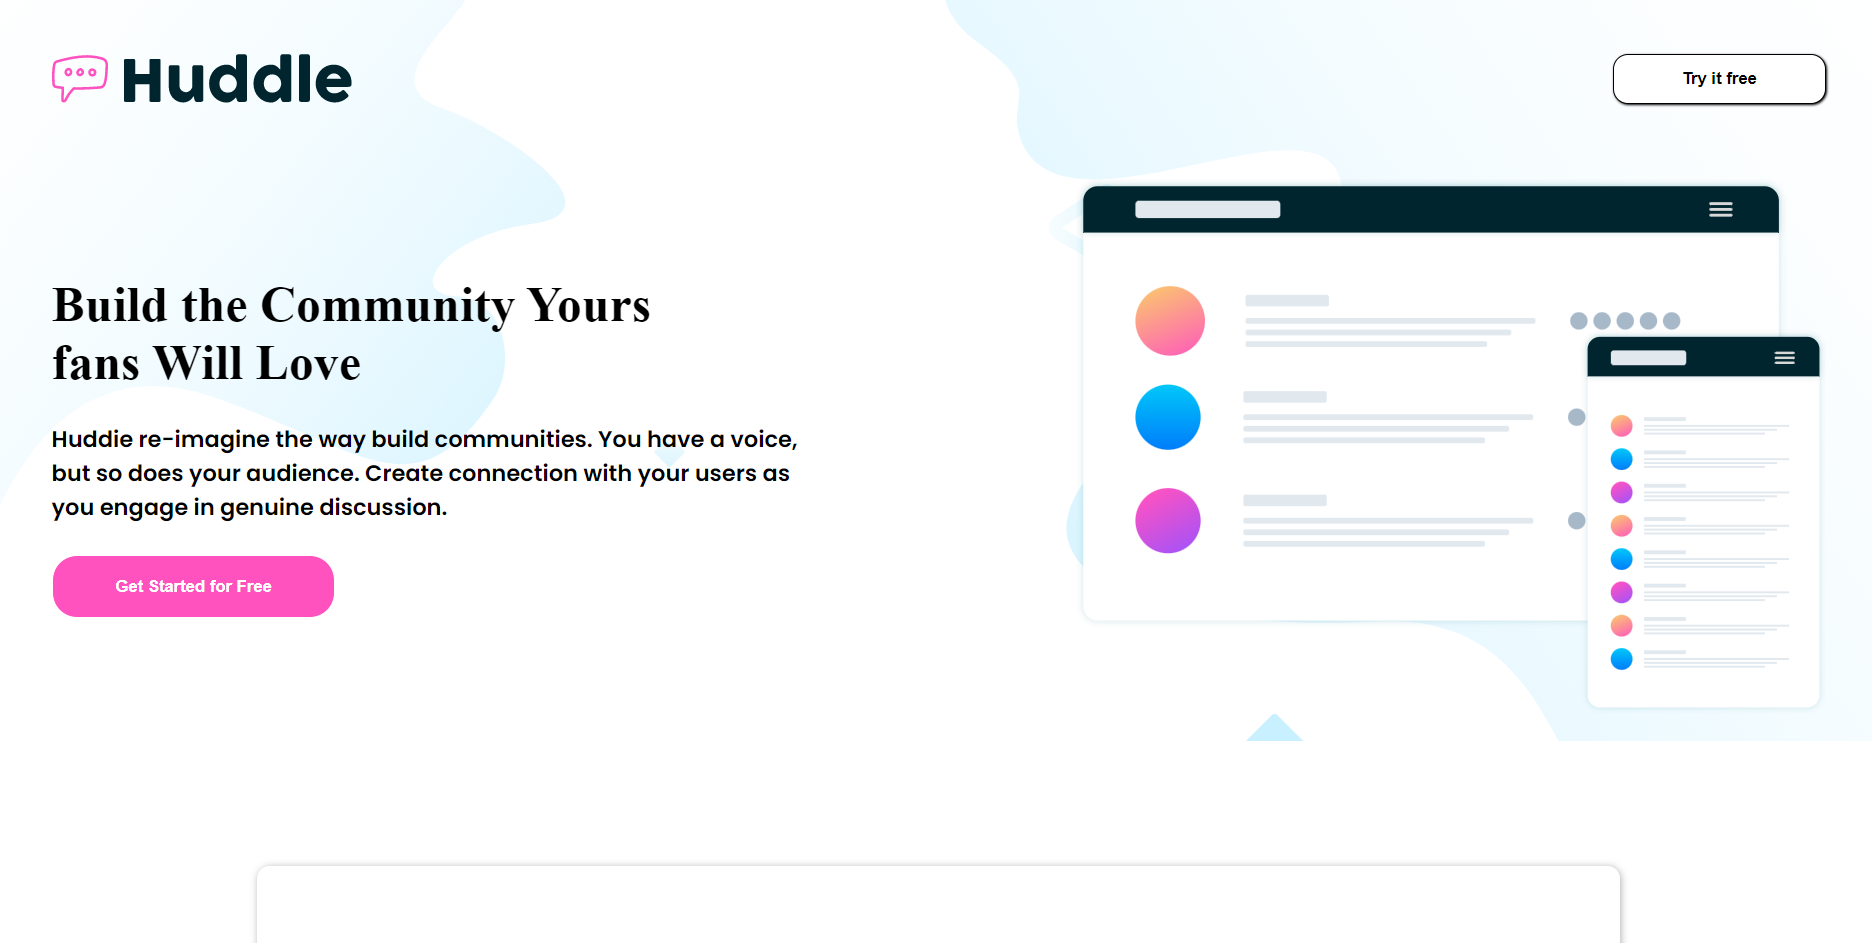 Huddle
Try it free
Build the Community Yours
fans Will Love
Huddie re-imagine the way build communities. You have a voice,
but so does your audience. Create connection with your users as
you engage in genuine discussion.
Get Started for Free